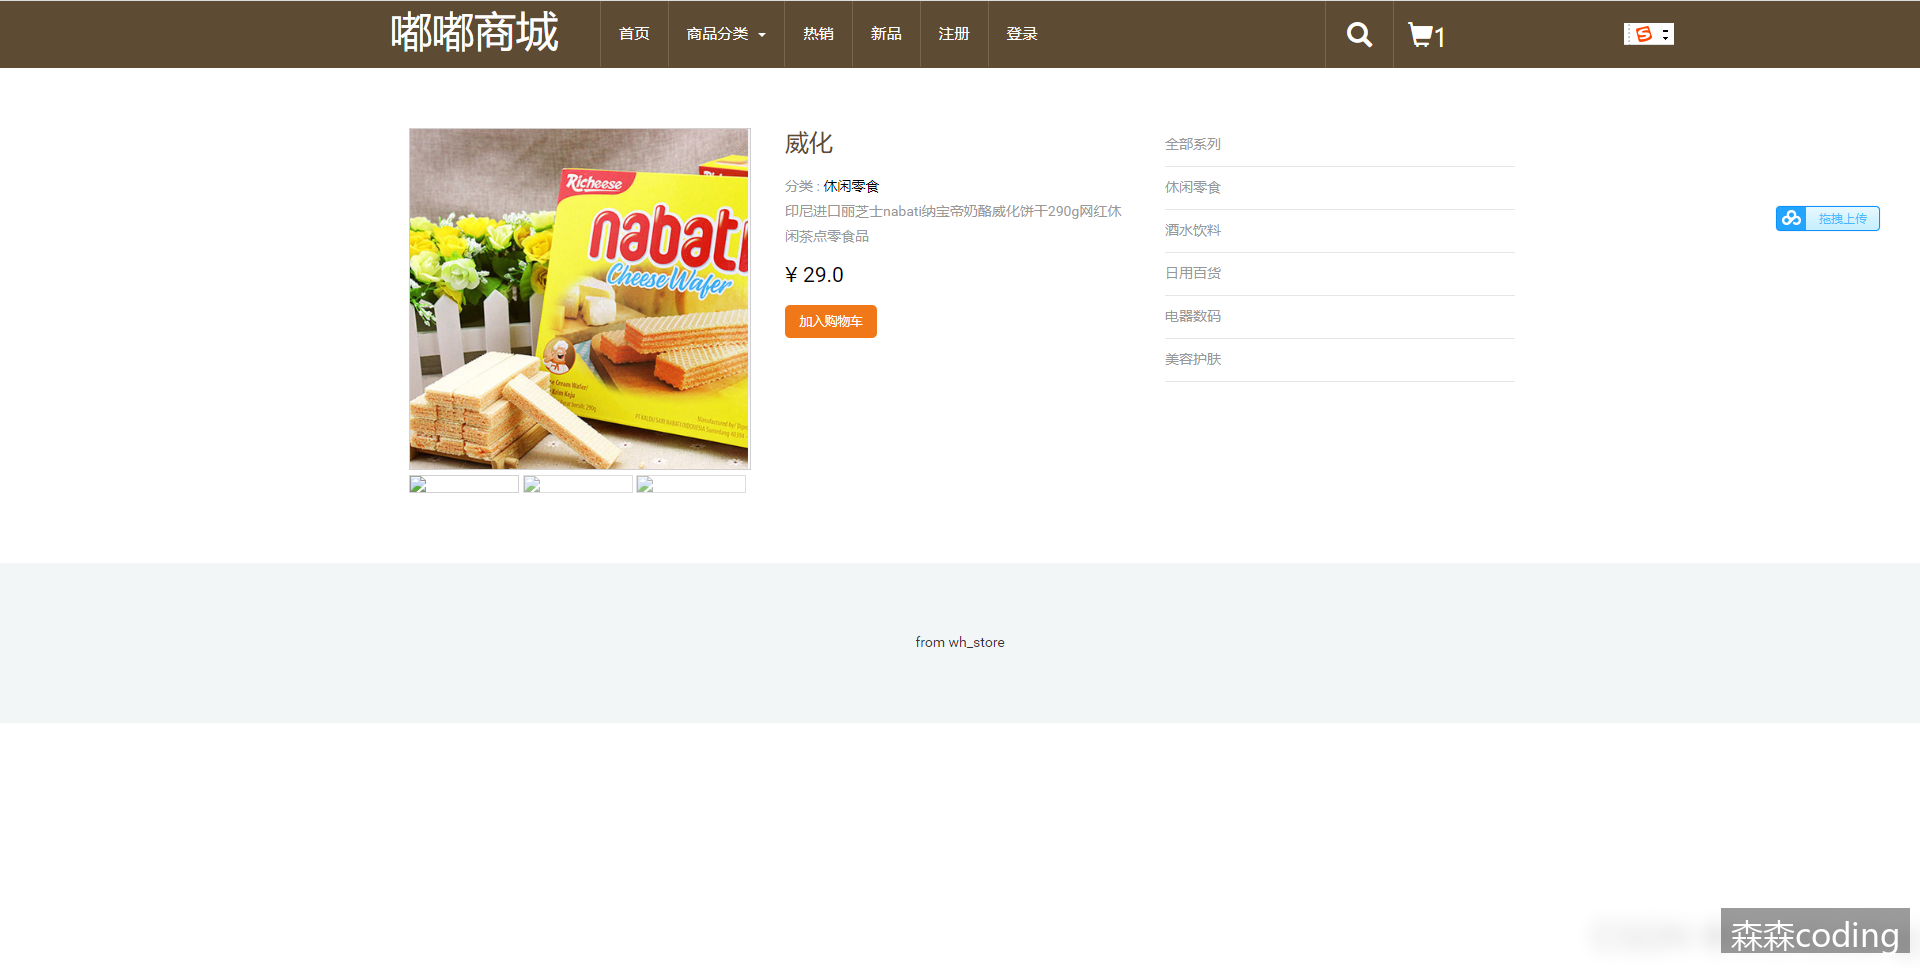 嘟嘟商城
首页
商品分类
热销
新品
注册
登录
1
威化
分类 : 休闲零食
印尼进口丽芝士nabati纳宝帝奶酪威化饼干290g网红休
闲茶点零食品
¥ 29.0
加入购物车
全部系列
休闲零食
酒水饮料
日用百货
电器数码
美容护肤
拖拽上传
Richeese
nabati
Cheese Wafer
from wh_store
森森coding